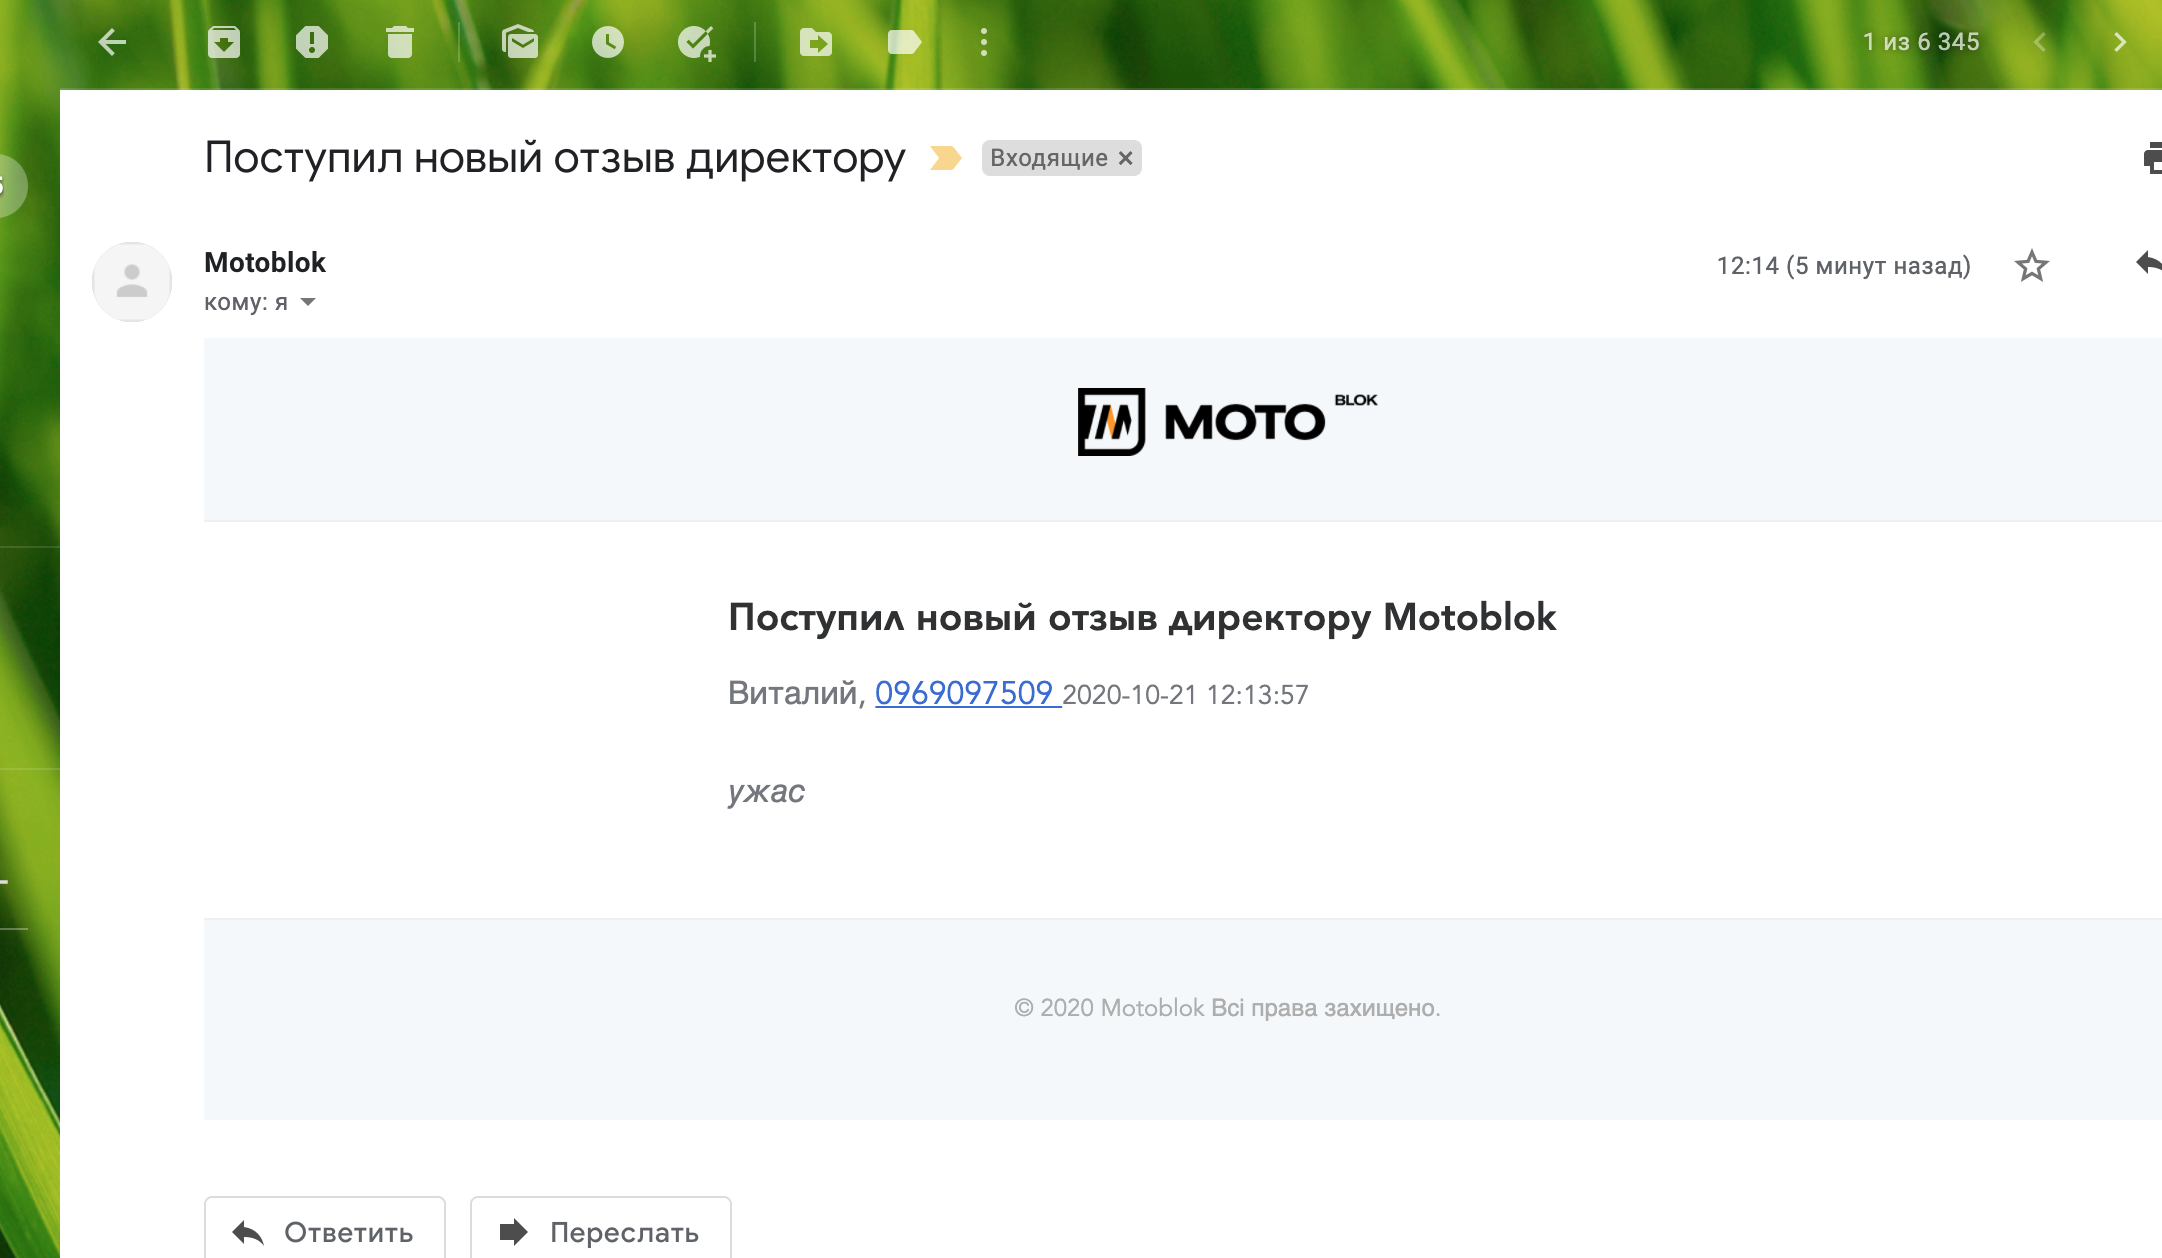 1 из 6 345
Поступил новый отзыв директору
Входящие
Motoblok
12:14 (5 минут назад)
кому: я
MOTO BLOK
Поступил новый отзыв директору Motoblok
Виталий, 0969097509 2020-10-21 12:13:57
ужас
© 2020 Motoblok Всі права захищено.
Ответить
Переслать